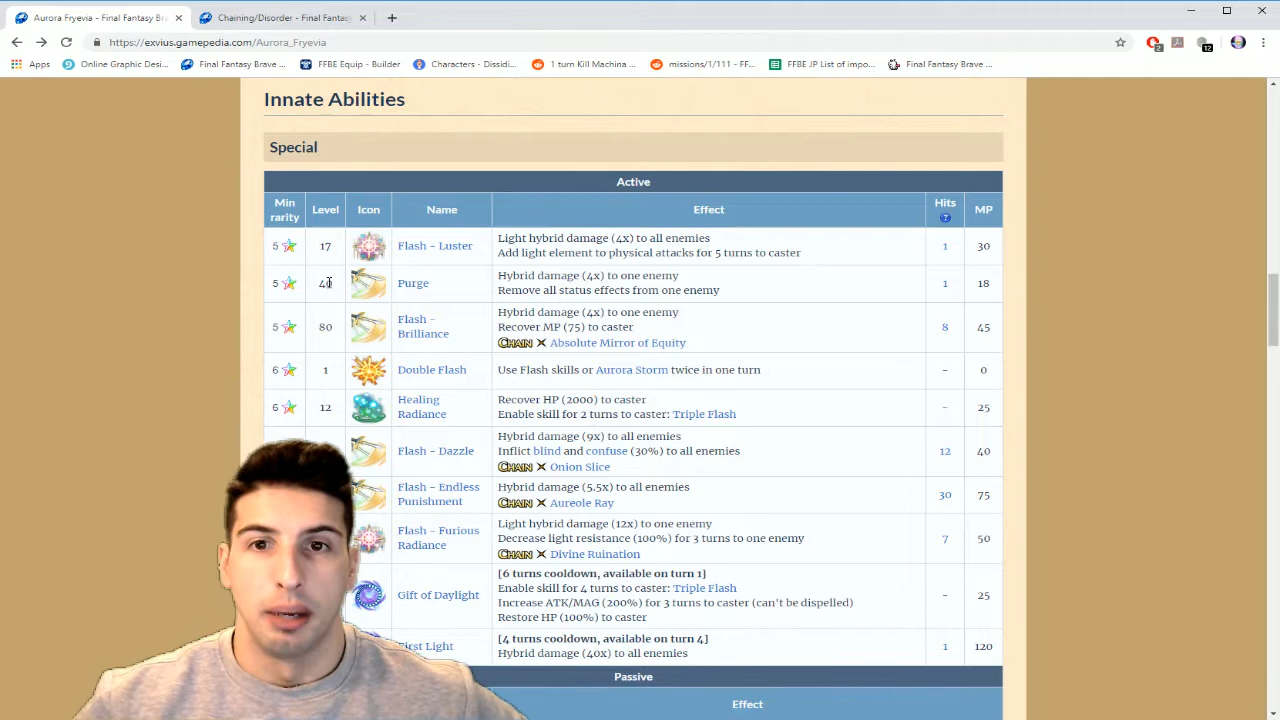 Aurora Fryevia - Final Fantasy Br
Chaining/Disorder - Final Fantas
https://exvius.gamepedia.com/Aurora_Fryevia
2
12
Apps
Online Graphic Desi...
Final Fantasy Brave ...
FFBE Equip - Builder
Characters - Dissidi...
1 turn Kill Machina ...
missions/1/111 - FF...
FFBE JP List of impo...
Final Fantasy Brave ...
Innate Abilities
Special
Active
Min rarity Level Icon Name Effect Hits ? MP
5 17 Flash - Luster Light hybrid damage (4x) to all enemies 1 30
Add light element to physical attacks for 5 turns to caster
5 40 Purge Hybrid damage (4x) to one enemy 1 18
Remove all status effects from one enemy
5 80 Flash - Brilliance Hybrid damage (4x) to one enemy 8 45
Recover MP (75) to caster
CHAIN Absolute Mirror of Equity
6 1 Double Flash Use Flash skills or Aurora Storm twice in one turn - 0
6 12 Healing Radiance Recover HP (2000) to caster - 25
Enable skill for 2 turns to caster: Triple Flash
Flash - Dazzle Hybrid damage (9x) to all enemies 12 40
Inflict blind and confuse (30%) to all enemies
CHAIN Onion Slice
Flash - Endless Punishment Hybrid damage (5.5x) to all enemies 30 75
CHAIN Aureole Ray
Flash - Furious Radiance Light hybrid damage (12x) to one enemy 7 50
Decrease light resistance (100%) for 3 turns to one enemy
CHAIN Divine Ruination
Gift of Daylight [6 turns cooldown, available on turn 1] - 25
Enable skill for 4 turns to caster: Triple Flash
Increase ATK/MAG (200%) for 3 turns to caster (can't be dispelled)
Restore HP (100%) to caster
First Light [4 turns cooldown, available on turn 4] 1 120
Hybrid damage (40x) to all enemies
Passive
Effect